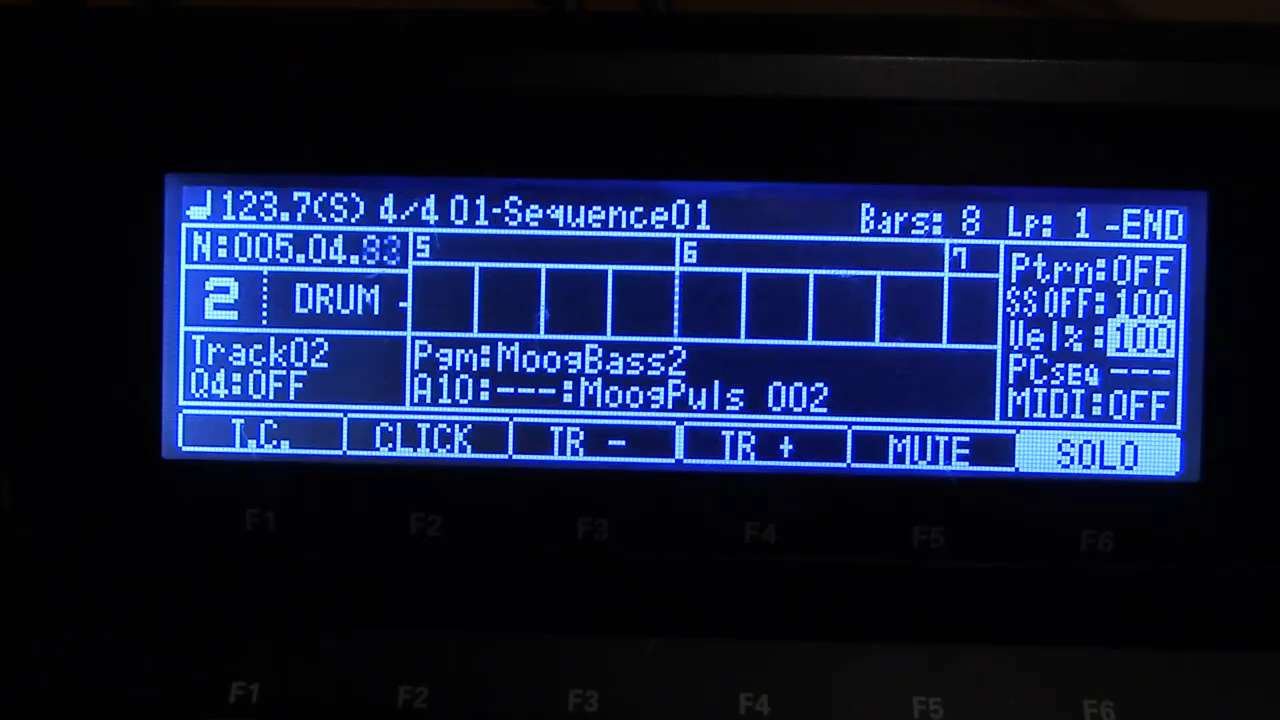 ♩123.7(S) 4/4 01-Sequence01 Bars: 8 Lp: 1 -END
N:005.04. 5 6 7 Ptrn:OFF
2 DRUM - SSOFF:100
Vel% :100
Track02 Pgm:MoogBass2 PCSEQ ---
Q4:OFF A10:---:MoogPuls 002 MIDI:OFF
T.C. CLICK TR - TR + MUTE SOLO
F1 F2 F3 F4 F5 F6
F1 F2 F3 F4 F5 F6